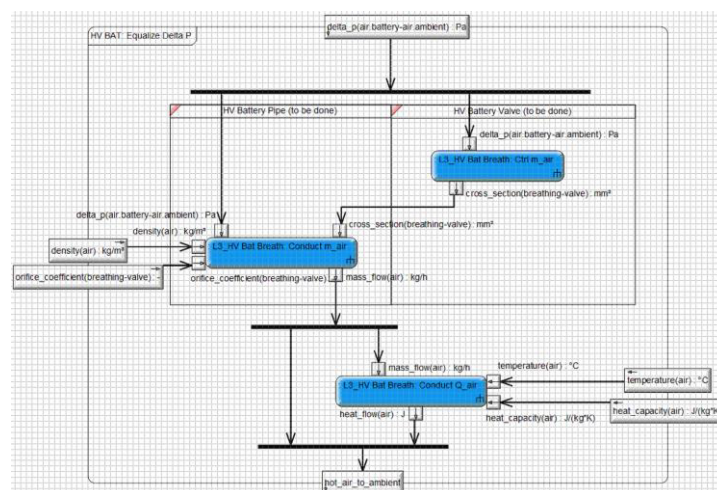 delta_p(air.battery-air.ambient) : Pa
HV BAT: Equalize Delta P
HV Battery Pipe (to be done)
HV Battery Valve (to be done)
delta_p(air.battery-air.ambient) : Pa
L3_HV Bat Breath: Ctrl m_air
cross_section(breathing-valve) : mm²
delta_p(air.battery-air.ambient) : Pa
cross_section(breathing-valve) : mm²
density(air) : kg/m³
density(air) : kg/m³
L3_HV Bat Breath: Conduct m_air
orifice_coefficient(breathing-valve) : -
orifice_coefficient(breathing-valve) : -
mass_flow(air) : kg/h
mass_flow(air) : kg/h
temperature(air) : °C
temperature(air) : °C
L3_HV Bat Breath: Conduct Q_air
heat_flow(air) : J
heat_capacity(air) : J/(kg*K)
heat_capacity(air) : J/(kg*K)
hot_air_to_ambient